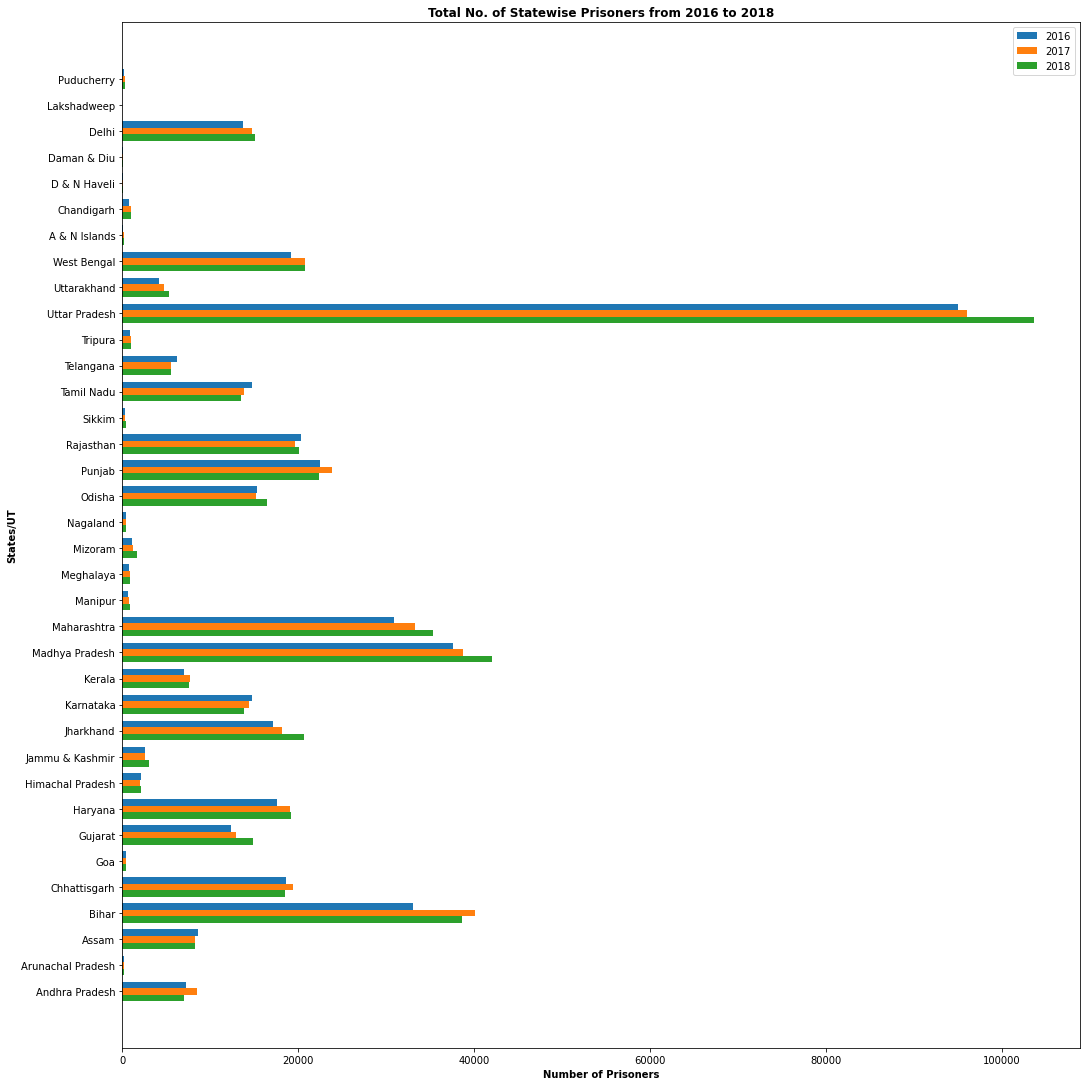 Total No. of Statewise Prisoners from 2016 to 2018
2016
2017
2018
Puducherry
Lakshadweep
Delhi
Daman & Diu
D & N Haveli
Chandigarh
A & N Islands
West Bengal
Uttarakhand
Uttar Pradesh
Tripura
Telangana
Tamil Nadu
Sikkim
Rajasthan
Punjab
Odisha
Nagaland
Mizoram
Meghalaya
Manipur
Maharashtra
Madhya Pradesh
Kerala
Karnataka
Jharkhand
Jammu & Kashmir
Himachal Pradesh
Haryana
Gujarat
Goa
Chhattisgarh
Bihar
Assam
Arunachal Pradesh
Andhra Pradesh
States/UT
0 20000 40000 60000 80000 100000
Number of Prisoners